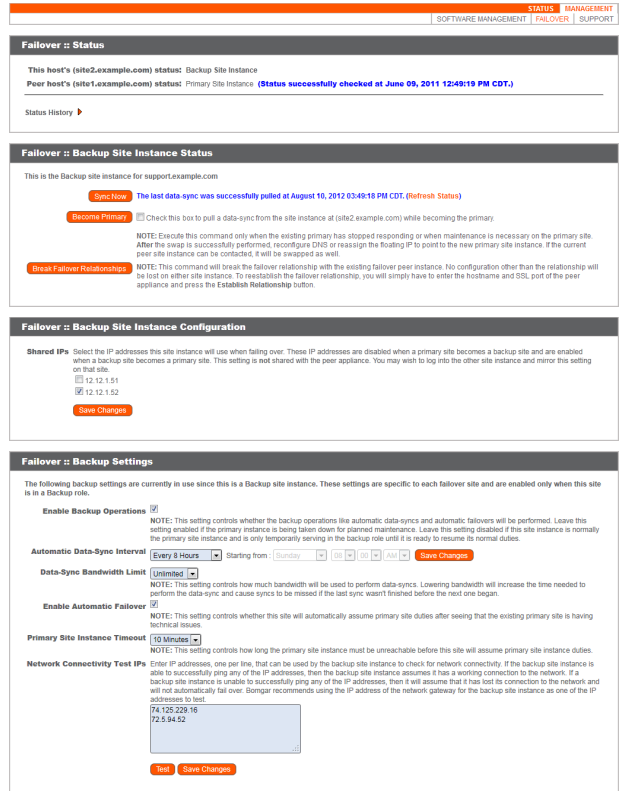 STATUS MANAGEMENT
SOFTWARE MANAGEMENT FAILOVER SUPPORT
Failover :: Status
This host's (site2.example.com) status: Backup Site Instance
Peer host's (site1.example.com) status: Primary Site Instance (Status successfully checked at June 09, 2011 12:49:19 PM CDT.)
Status History
Failover :: Backup Site Instance Status
This is the Backup site instance for support.example.com
Sync Now The last data-sync was successfully pulled at August 10, 2012 03:49:18 PM CDT. (Refresh Status)
Become Primary Check this box to pull a data-sync from the site instance at (site2.example.com) while becoming the primary.
NOTE: Execute this command only when the existing primary has stopped responding or when maintenance is necessary on the primary site.
After the swap is successfully performed, reconfigure DNS or reassign the floating IP to point to the new primary site instance. If the current
peer site instance can be contacted, it will be swapped as well.
Break Failover Relationships NOTE: This command will break the failover relationship with the existing failover peer instance. No configuration other than the relationship will
be lost on either site instance. To reestablish the failover relationship, you will simply have to enter the hostname and SSL port of the peer
appliance and press the Establish Relationship button.
Failover :: Backup Site Instance Configuration
Shared IPs Select the IP addresses this site instance will use when failing over. These IP addresses are disabled when a primary site becomes a backup site and are enabled
when a backup site becomes a primary site. This setting is not shared with the peer appliance. You may wish to log into the other site instance and mirror this setting
on that site.
12.12.1.51
12.12.1.52
Save Changes
Failover :: Backup Settings
The following backup settings are currently in use since this is a Backup site instance. These settings are specific to each failover site and are enabled only when this site
is in a Backup role.
Enable Backup Operations
NOTE: This setting controls whether the backup operations like automatic data-syncs and automatic failovers will be performed. Leave this
setting enabled if the primary instance is being taken down for planned maintenance. Leave this setting disabled if this site instance is normally
the primary site instance and is only temporarily serving in the backup role until it is ready to resume its normal duties.
Automatic Data-Sync Interval Every 8 Hours Starting from : Sunday 06 00 AM Save Changes
Data-Sync Bandwidth Limit Unlimited
NOTE: This setting controls how much bandwidth will be used to perform data-syncs. Lowering bandwidth will increase the time needed to
perform the data-sync and cause syncs to be missed if the last sync wasn't finished before the next one began.
Enable Automatic Failover
NOTE: This setting controls whether this site will automatically assume primary site duties after seeing that the existing primary site is having
technical issues.
Primary Site Instance Timeout 10 Minutes
NOTE: This setting controls how long the primary site instance must be unreachable before this site will assume primary site instance duties.
Network Connectivity Test IPs Enter IP addresses, one per line, that can be used by the backup site instance to check for network connectivity. If the backup site instance is
able to successfully ping any of the IP addresses, then the backup site instance assumes it has a working connection to the network. If a
backup site instance is unable to successfully ping any of the IP addresses, then it will assume that it has lost its connection to the network and
will not automatically fail over. Bomgar recommends using the IP address of the network gateway for the backup site instance as one of the IP
addresses to test.
74.125.229.16
72.5.94.52
Test Save Changes